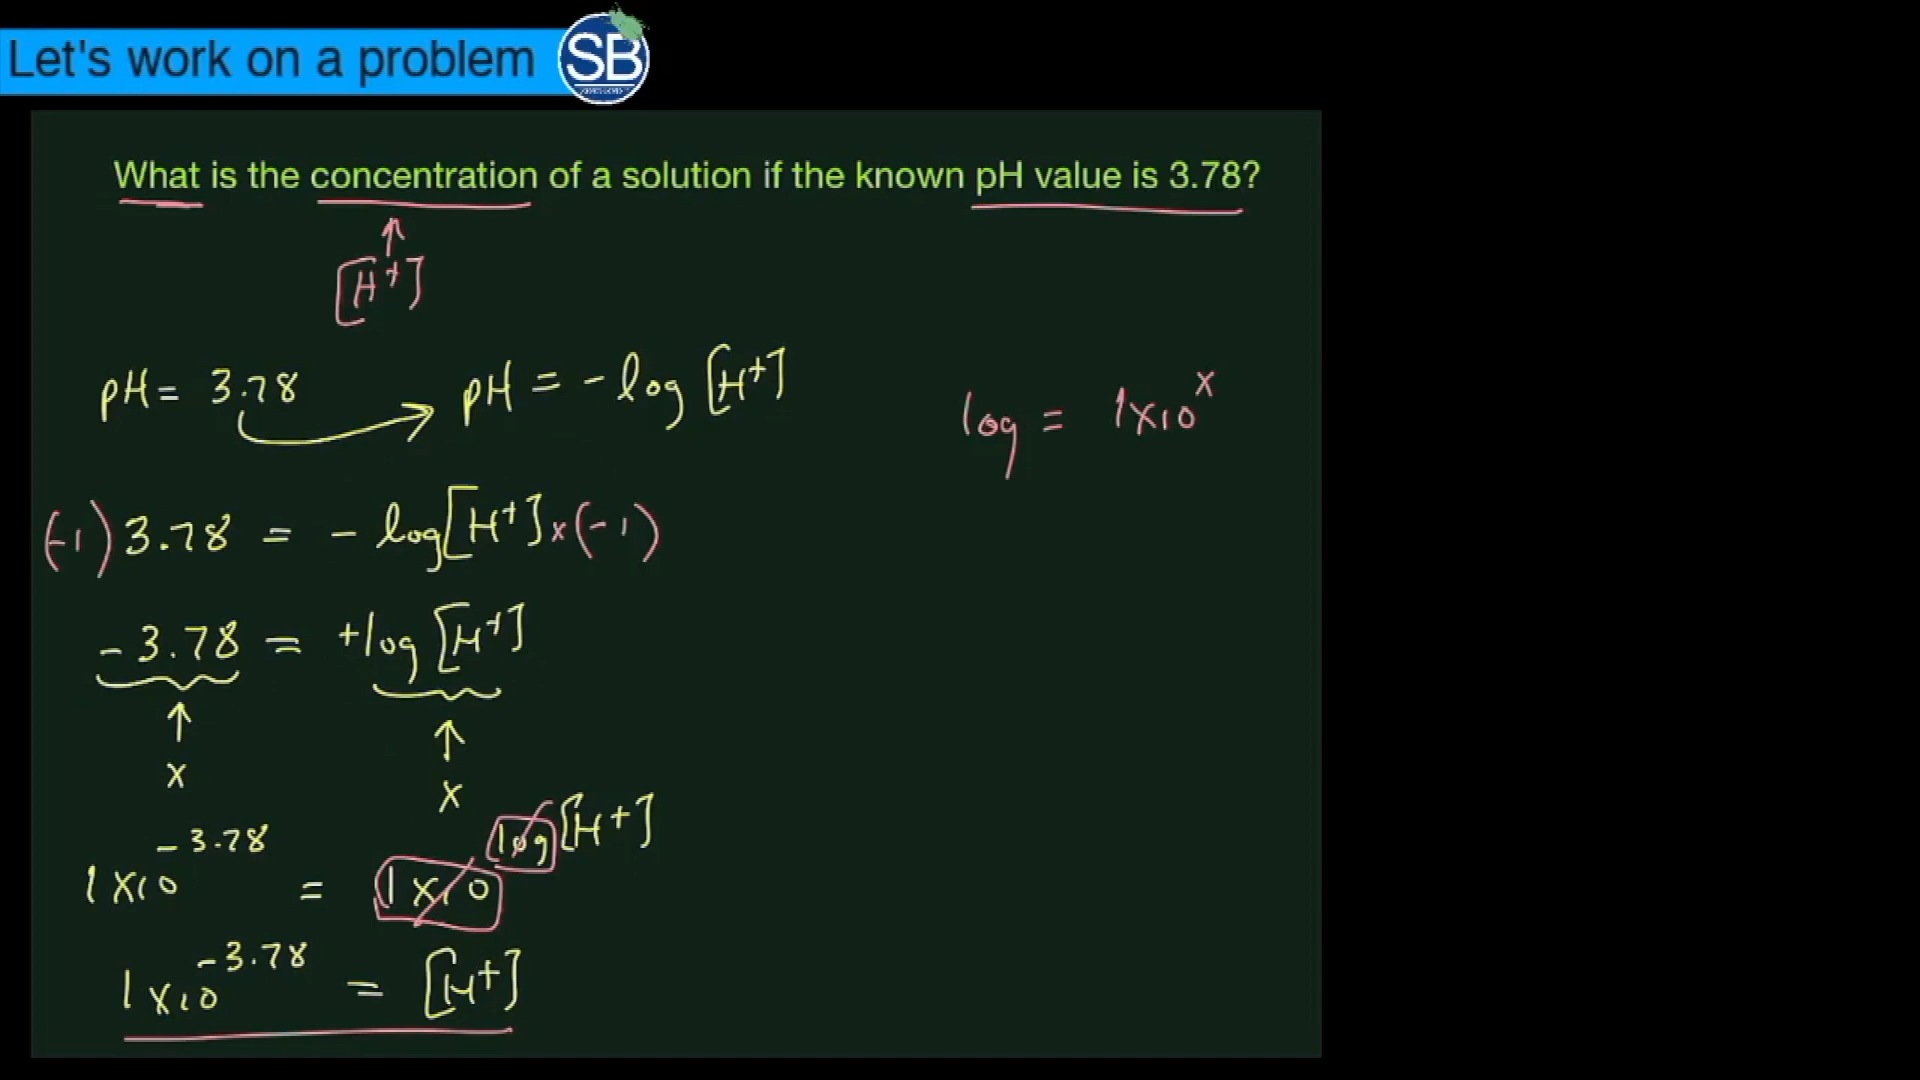 Let's work on a problem
SB
What is the concentration of a solution if the known pH value is 3.78?
[H⁺]
pH = 3.78 pH = - log [H⁺]
log = 1x10ˣ
(-1) 3.78 = - log [H⁺] x (-1)
- 3.78 = + log [H⁺]
x x
1x10⁻³·⁷⁸ = 1x10^log [H⁺]
1x10⁻³·⁷⁸ = [H⁺]